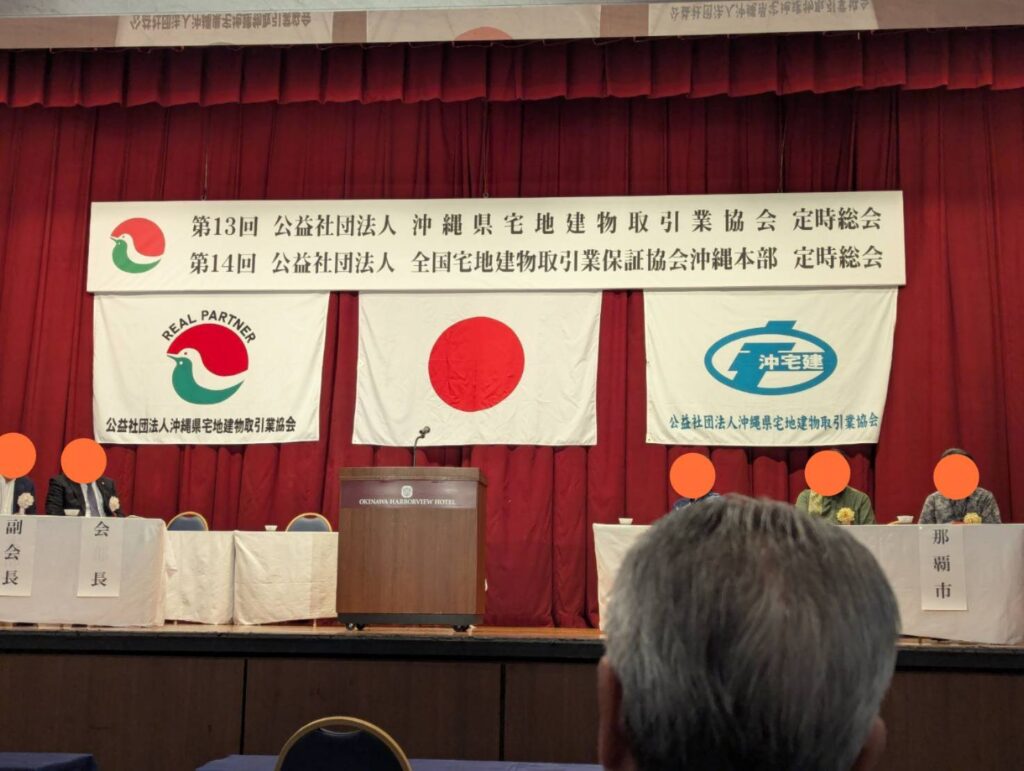 第13回 公益社団法人 沖縄県宅地建物取引業協会 定時総会
第14回 公益社団法人 全国宅地建物取引業保証協会沖縄本部 定時総会
REAL PARTNER
公益社団法人沖縄県宅地建物取引業協会
沖宅建
公益社団法人沖縄県宅地建物取引業協会
OKINAWA HARBORVIEW HOTEL
副会長
会長
那覇市